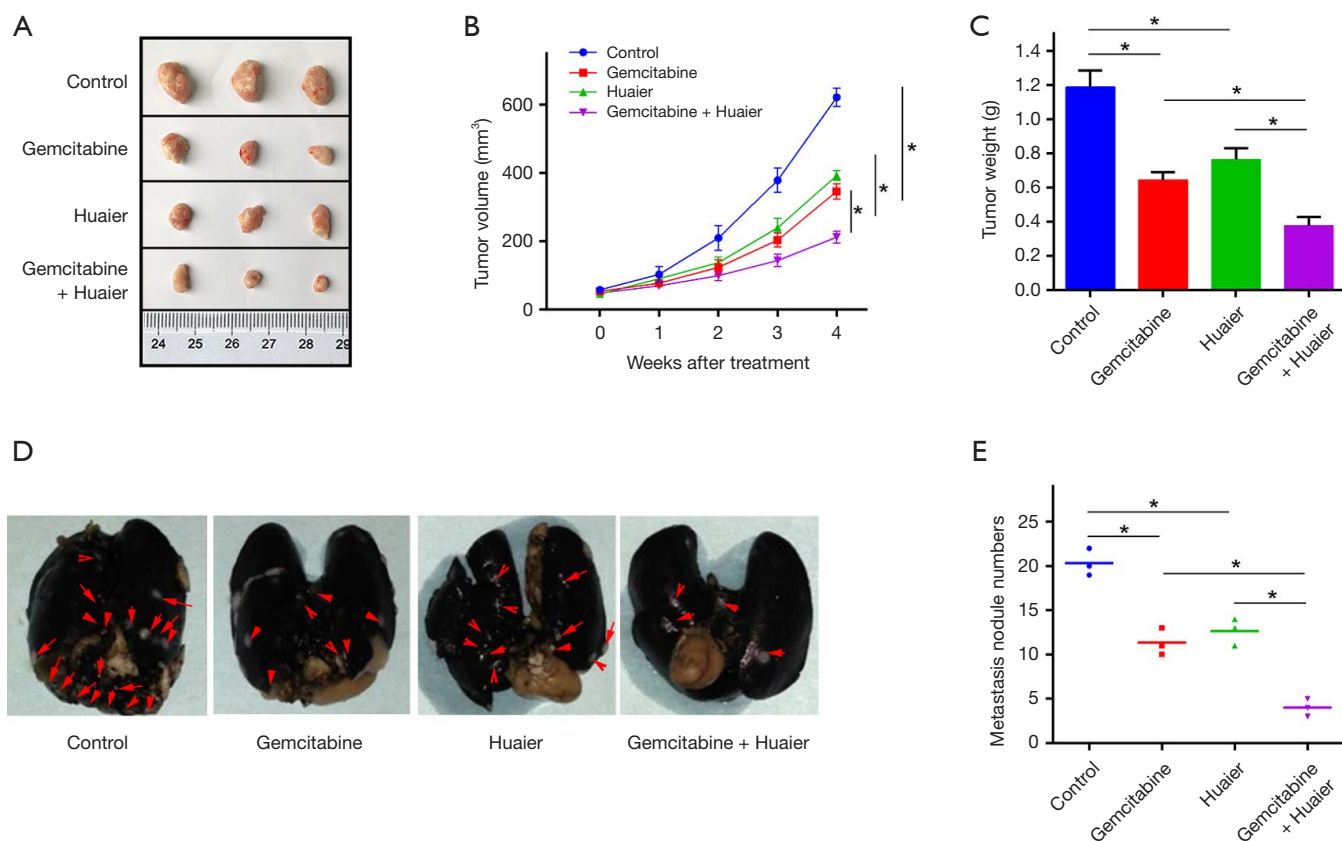 A
Control
Gemcitabine
Huaier
Gemcitabine
+ Huaier
24 25 26 27 28 29
B
Control
Gemcitabine
Huaier
Gemcitabine + Huaier
Tumor volume (mm³)
600
400
200
0
*
*
*
0 1 2 3 4
Weeks after treatment
C
Tumor weight (g)
1.4
1.2
1.0
0.8
0.6
0.4
0.2
0.0
*
*
*
*
Control
Gemcitabine
Huaier
Gemcitabine
+ Huaier
D
Control
Gemcitabine
Huaier
Gemcitabine + Huaier
E
Metastasis nodule numbers
25
20
15
10
5
0
*
*
*
*
Control
Gemcitabine
Huaier
Gemcitabine
+ Huaier